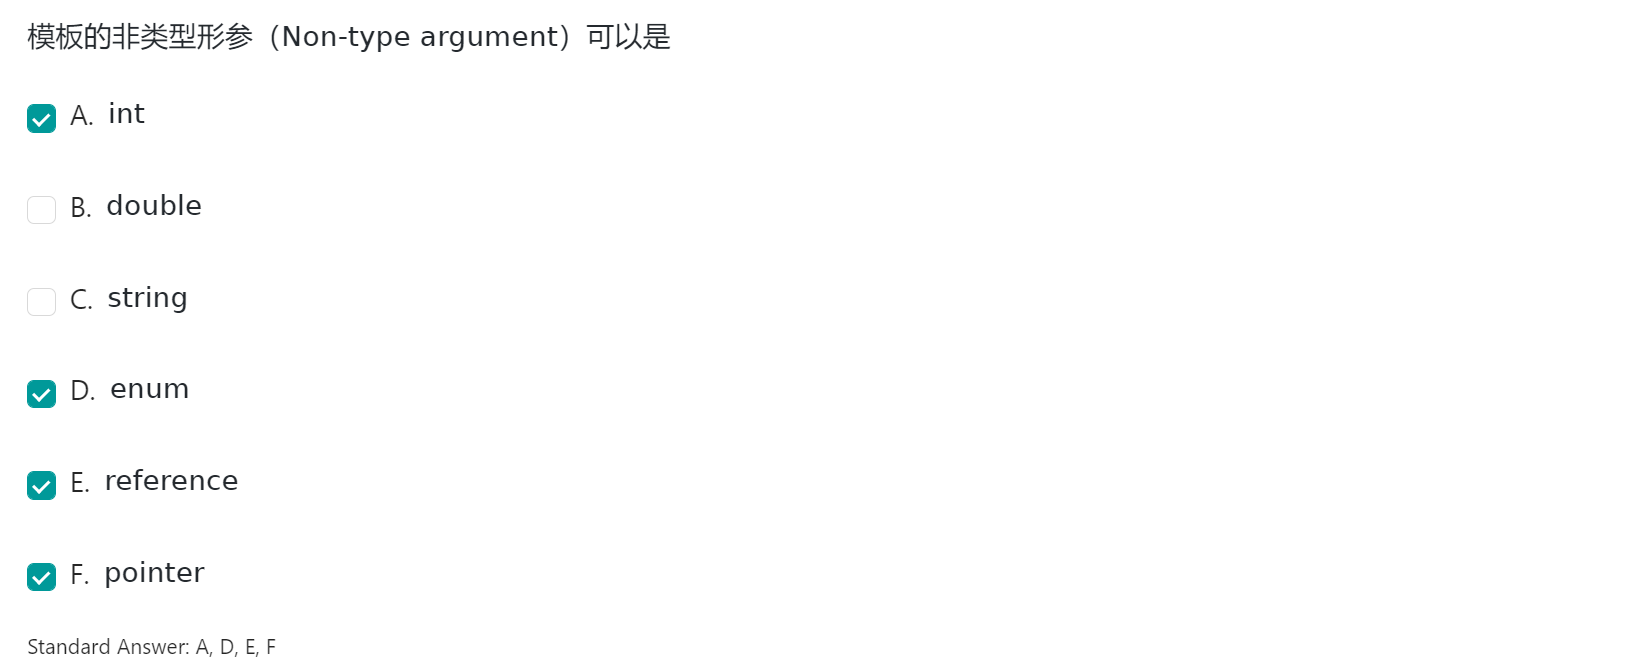 模板的非类型形参（Non-type argument）可以是
A. int
B. double
C. string
D. enum
E. reference
F. pointer
Standard Answer: A, D, E, F